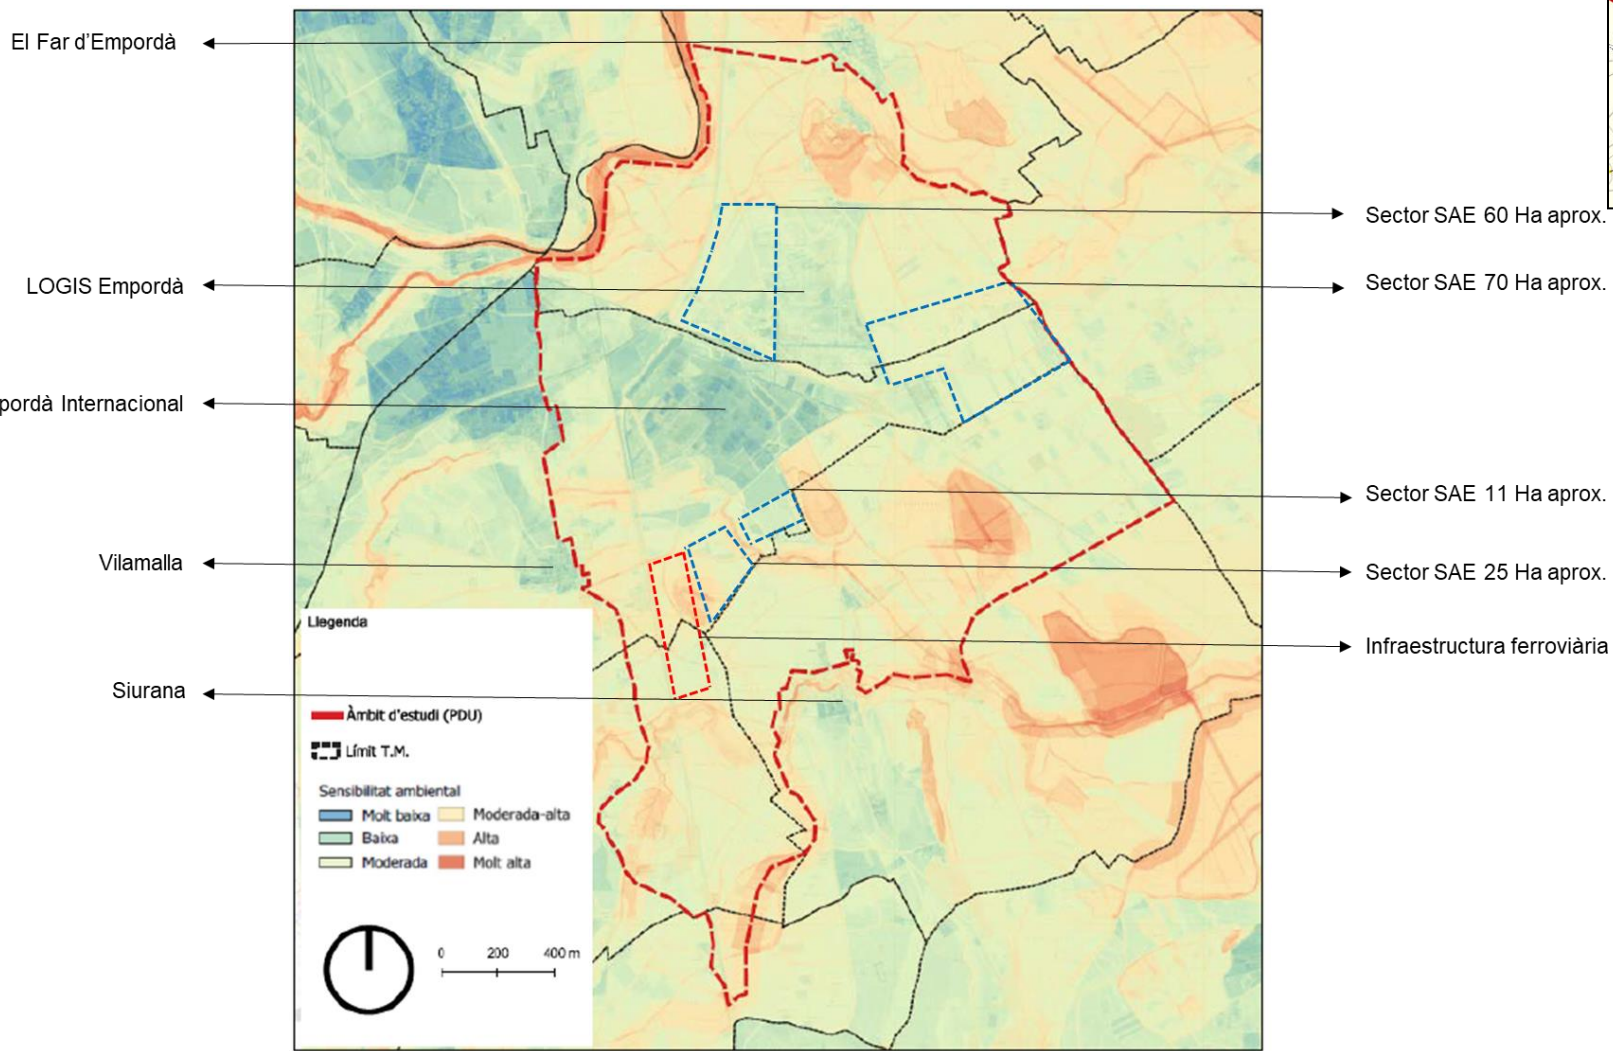 El Far d'Empordà
Sector SAE 60 Ha aprox.
LOGIS Empordà
Sector SAE 70 Ha aprox.
pordà Internacional
Sector SAE 11 Ha aprox.
Vilamalla
Sector SAE 25 Ha aprox.
Infraestructura ferroviària
Siurana
Llegenda
Àmbit d'estudi (PDU)
Límit T.M.
Sensibilitat ambiental
Molt baixa
Moderada-alta
Baixa
Alta
Moderada
Molt alta
0 200 400 m